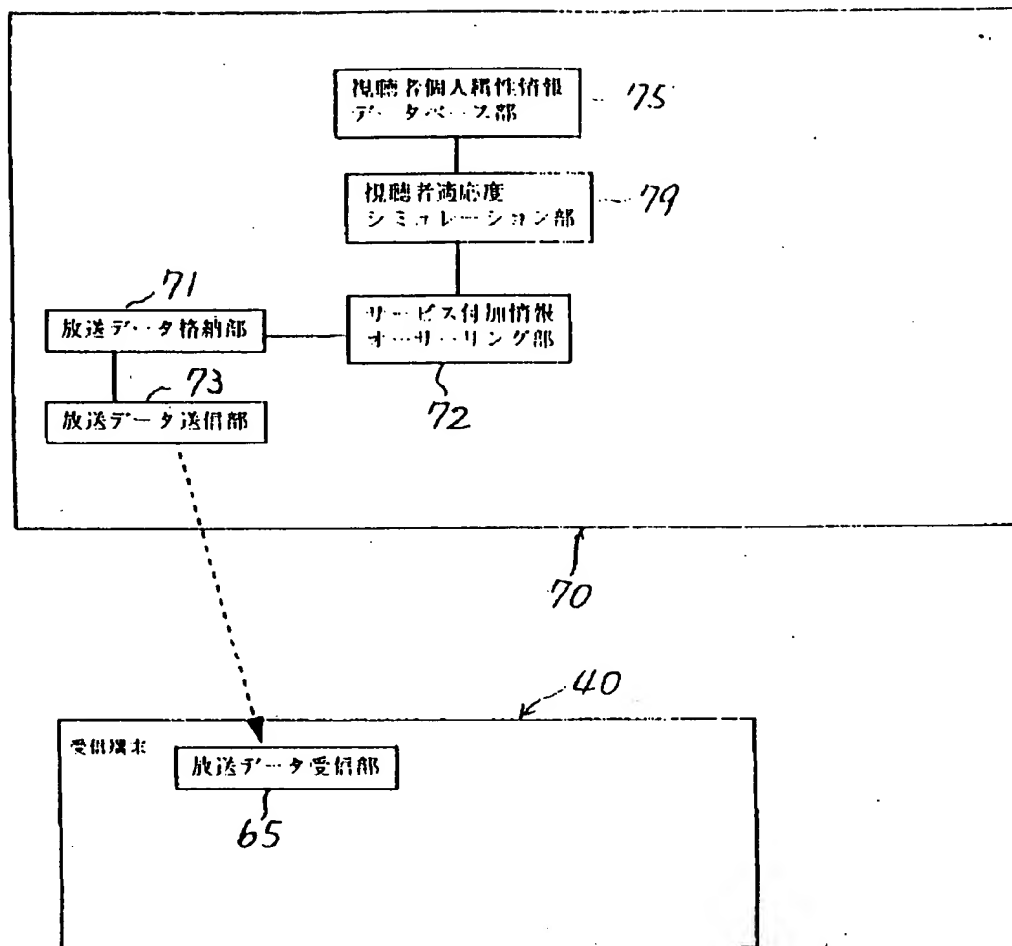 視聴者個人属性情報
データベース部
75
視聴者適応度
シミュレーション部
79
71
放送データ格納部
サービス付加情報
オーサーリング部
72
73
放送データ送信部
70
40
受信端末
放送データ受信部
65